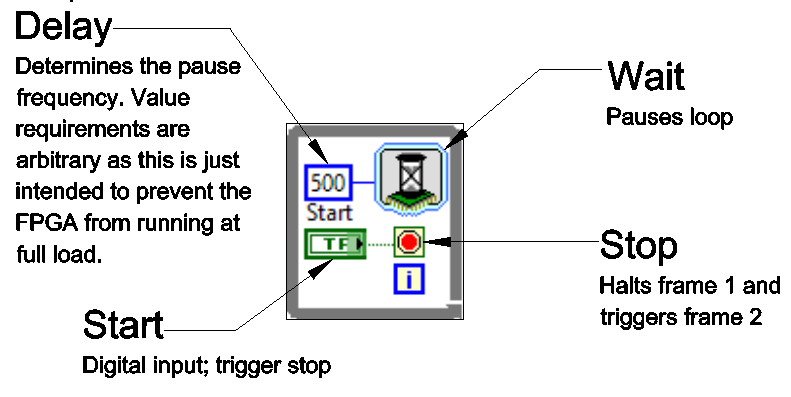 Delay
Determines the pause
frequency. Value
requirements are
arbitrary as this is just
intended to prevent the
FPGA from running at
full load.
Wait
Pauses loop
500
Start
TF
i
Stop
Halts frame 1 and
triggers frame 2
Start
Digital input; trigger stop